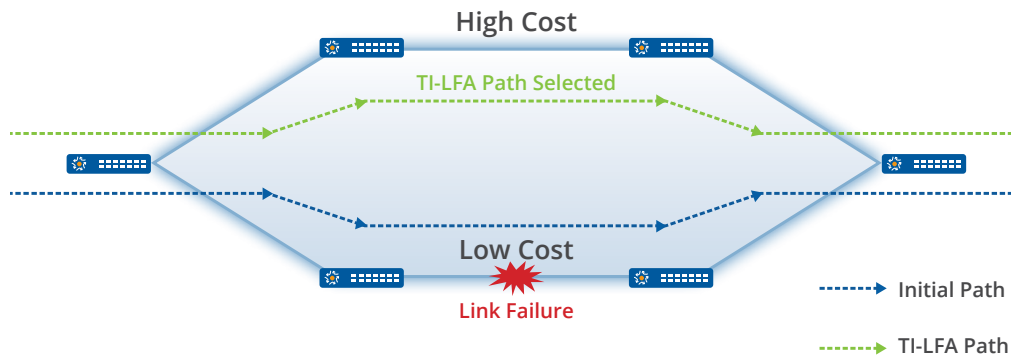 High Cost
TI-LFA Path Selected
Low Cost
Link Failure
Initial Path
TI-LFA Path